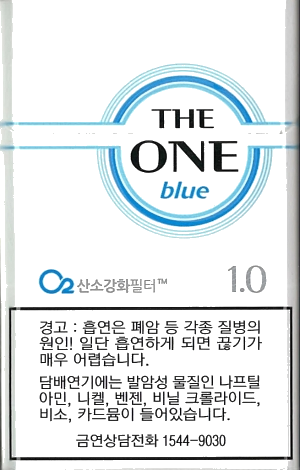 THE
ONE
blue
O2 산소강화필터™ 1.0
경고 : 흡연은 폐암 등 각종 질병의
원인! 일단 흡연하게 되면 끊기가
매우 어렵습니다.
담배연기에는 발암성 물질인 나프틸
아민, 니켈, 벤젠, 비닐 크롤라이드,
비소, 카드뮴이 들어있습니다.
금연상담전화 1544-9030